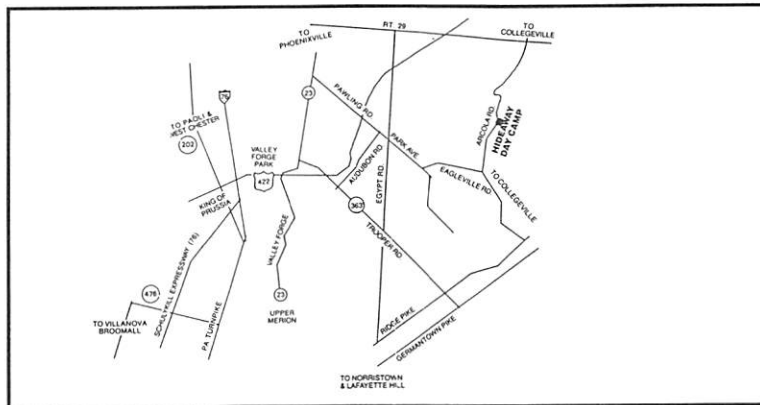 TO
PHOENIXVILLE
RT 29
TO
COLLEGEVILLE
76
23
PAWLING RD
ARCOLA RD
HIDEAWAY
DAY CAMP
TO PAOLI &
WEST CHESTER
202
VALLEY
FORGE
PARK
422
AUDUBON RD
PARK AVE
EAGLEVILLE RD
TO COLLEGEVILLE
EGYPT RD
KING OF
PRUSSIA
363
TROOPER RD
VALLEY FORGE
SCHULYKILL EXPRESSWAY (76)
23
UPPER
MERION
476
PA TURNPIKE
TO VILLANOVA
BROOMALL
RIDGE PIKE
GERMANTOWN PIKE
TO NORRISTOWN
& LAFAYETTE HILL